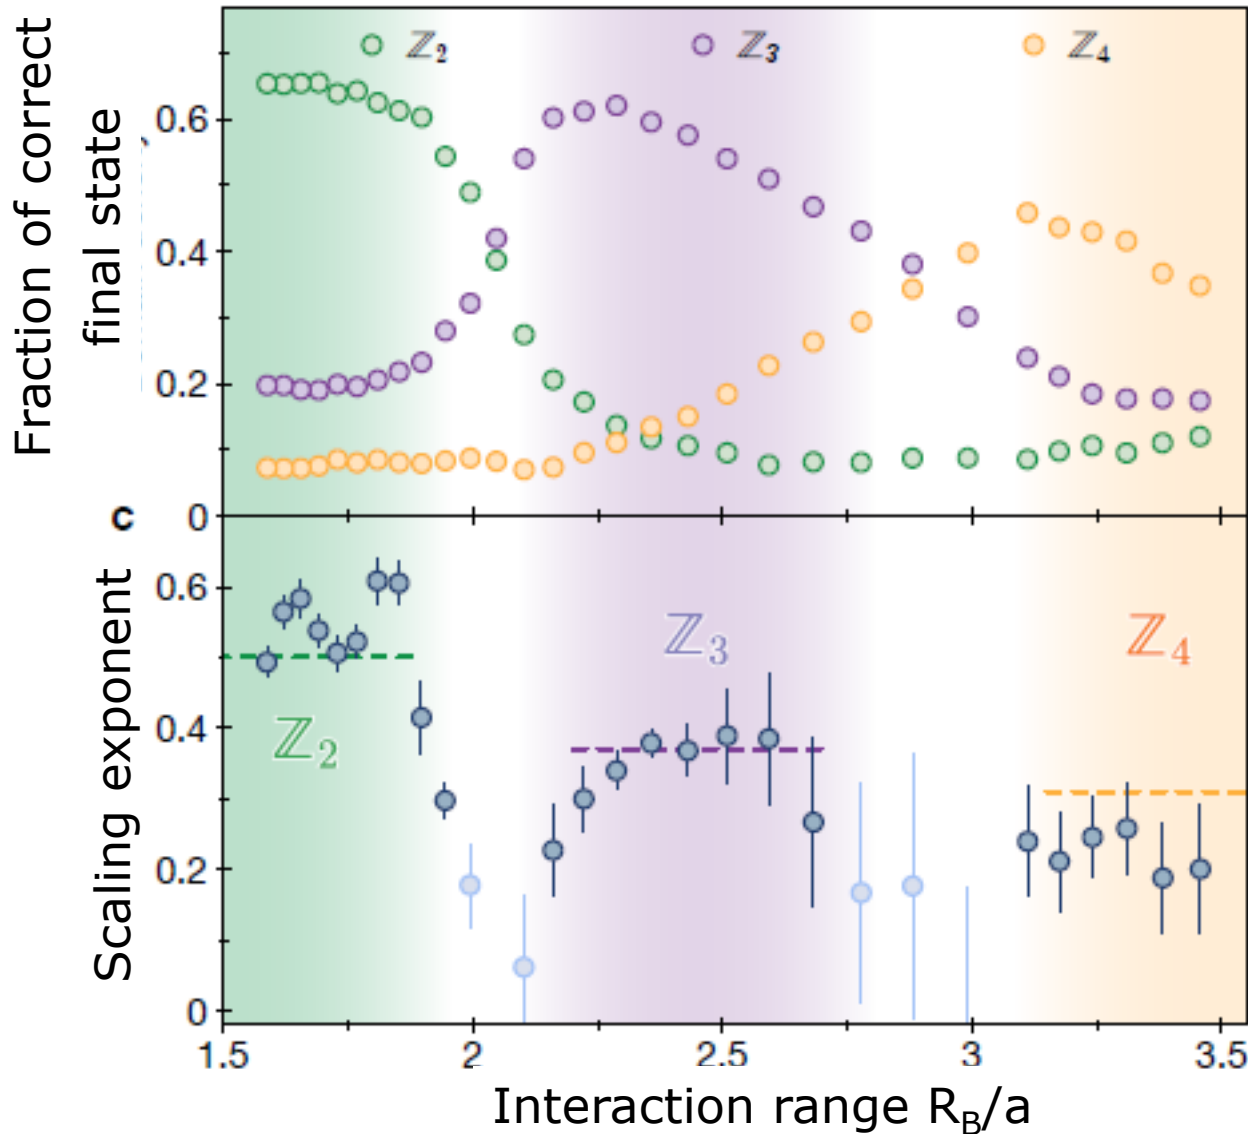 ℤ₂
ℤ₃
ℤ₄
Fraction of correct
final state
0.6
0.4
0.2
0
c
Scaling exponent
0.6
0.4
0.2
0
ℤ₂
ℤ₃
ℤ₄
1.5
2
2.5
3
3.5
Interaction range R_B/a